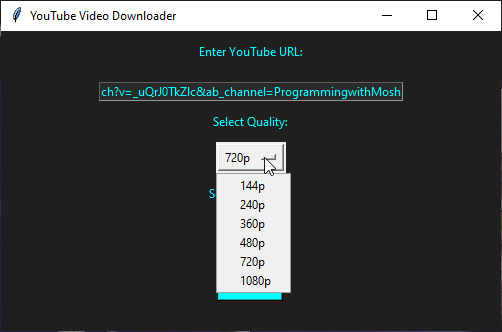 YouTube Video Downloader
Enter YouTube URL:
ch?v=_uQrJ0TkZlc&ab_channel=ProgrammingwithMosh
Select Quality:
720p
144p
240p
360p
480p
720p
1080p